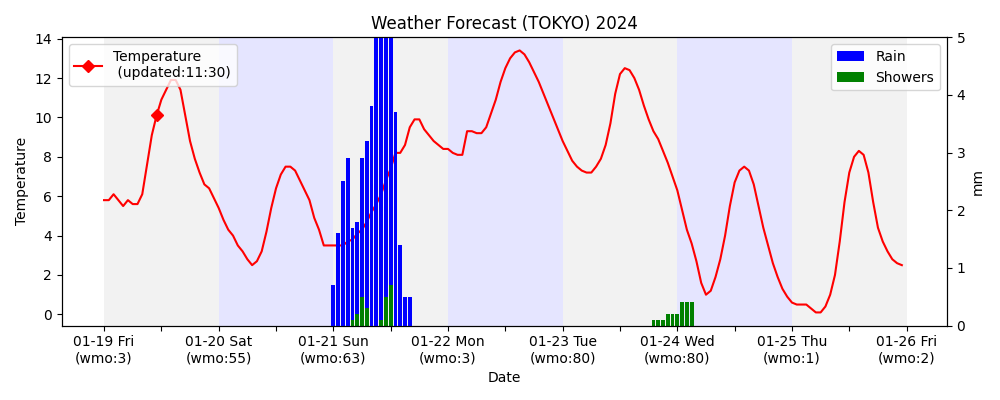 Weather Forecast (TOKYO) 2024
Temperature
(updated:11:30)
Rain
Showers
14
12
10
8
6
4
2
0
Temperature
5
4
3
2
1
0
mm
01-19 Fri
(wmo:3)
01-20 Sat
(wmo:55)
01-21 Sun
(wmo:63)
01-22 Mon
(wmo:3)
01-23 Tue
(wmo:80)
01-24 Wed
(wmo:80)
01-25 Thu
(wmo:1)
01-26 Fri
(wmo:2)
Date